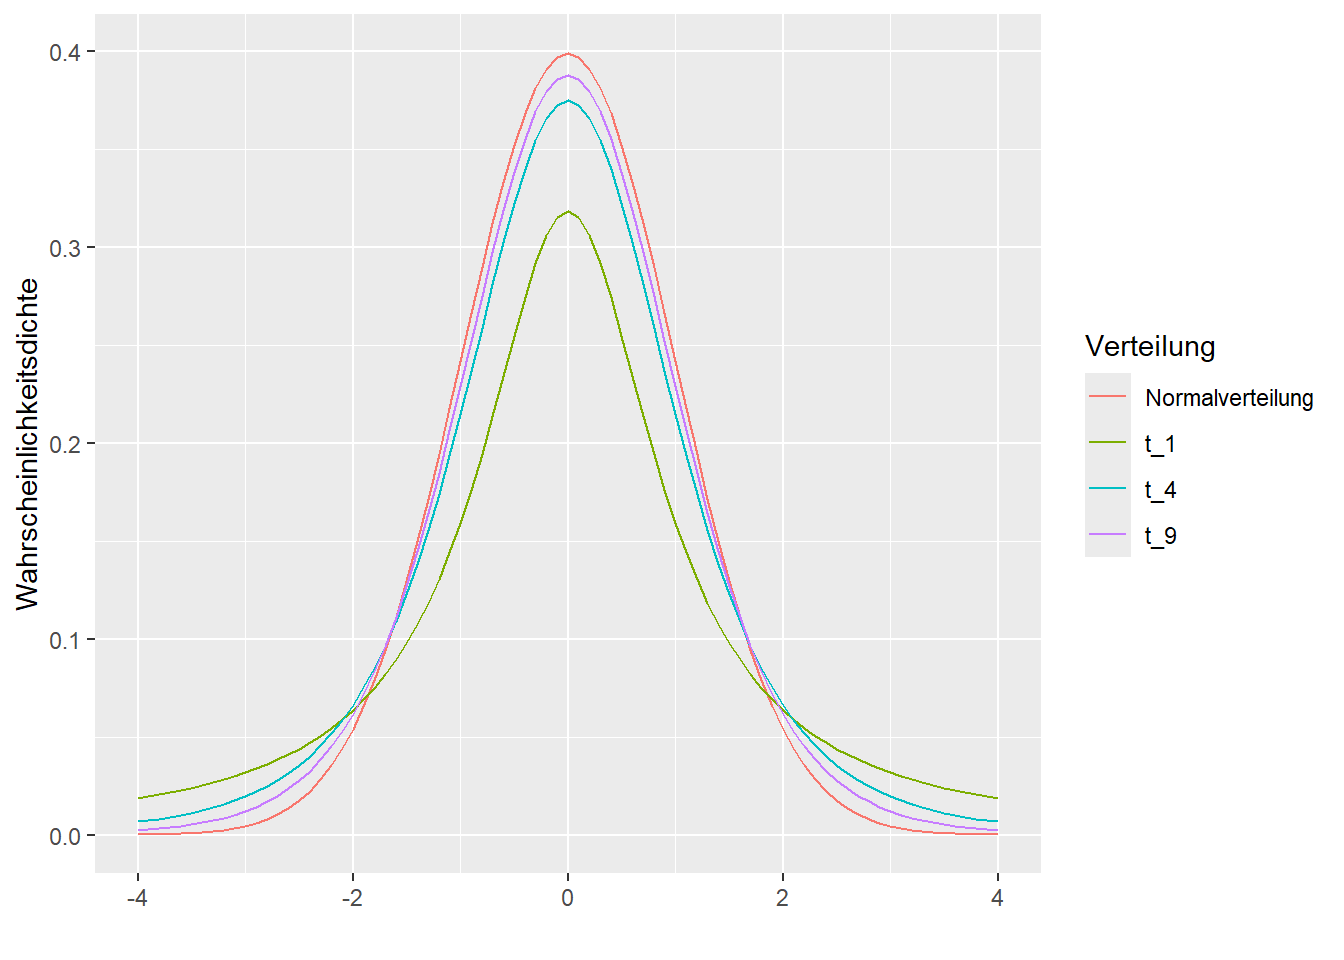 Wahrscheinlichkeitsdichte
0.4
0.3
0.2
0.1
0.0
-4
-2
0
2
4
Verteilung
Normalverteilung
t_1
t_4
t_9